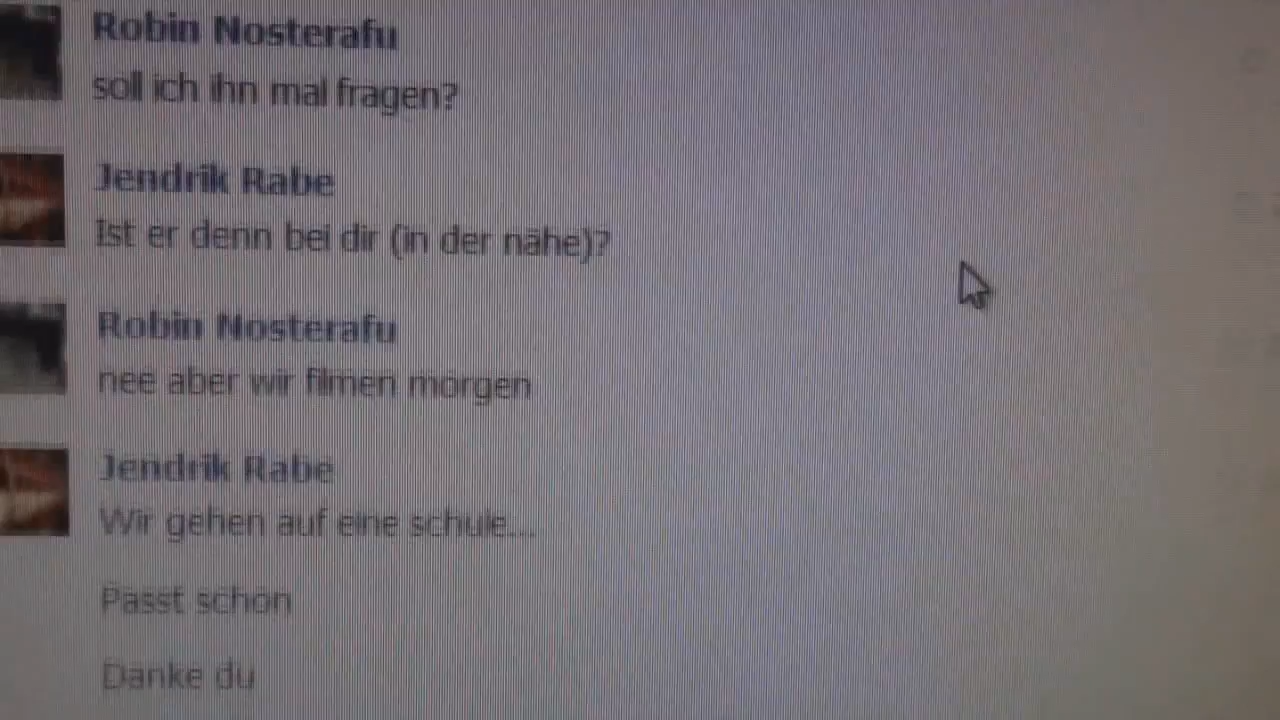 Robin Nosterafu
soll ich ihn mal fragen?
Jendrik Rabe
Ist er denn bei dir (in der nähe)?
Robin Nosterafu
nee aber wir filmen morgen
Jendrik Rabe
Wir gehen auf eine schule...
Passt schon
Danke du